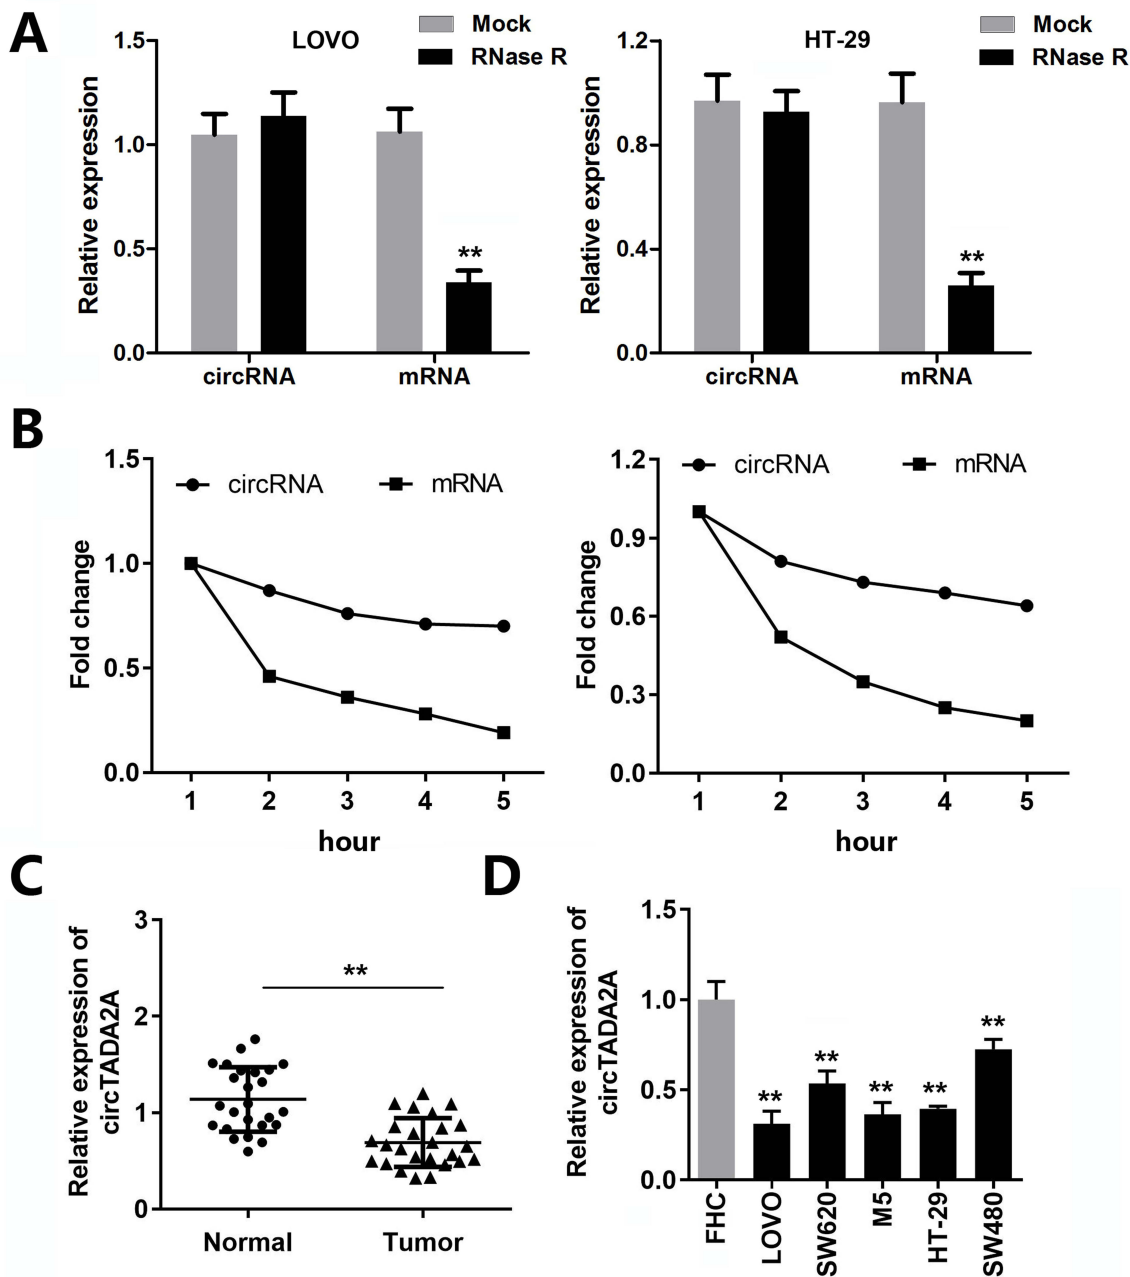 A
LOVO
Mock
RNase R
Relative expression
1.5
1.0
0.5
0.0
**
circRNA
mRNA
HT-29
Mock
RNase R
Relative expression
1.2
0.8
0.4
0.0
**
circRNA
mRNA
B
circRNA
mRNA
Fold change
1.5
1.0
0.5
0.0
1 2 3 4 5
hour
circRNA
mRNA
Fold change
1.2
0.9
0.6
0.3
0.0
1 2 3 4 5
hour
C
Relative expression of
circTADA2A
3
2
1
0
**
Normal
Tumor
D
Relative expression of
circTADA2A
1.5
1.0
0.5
0.0
**
**
**
**
**
FHC
LOVO
SW620
M5
HT-29
SW480